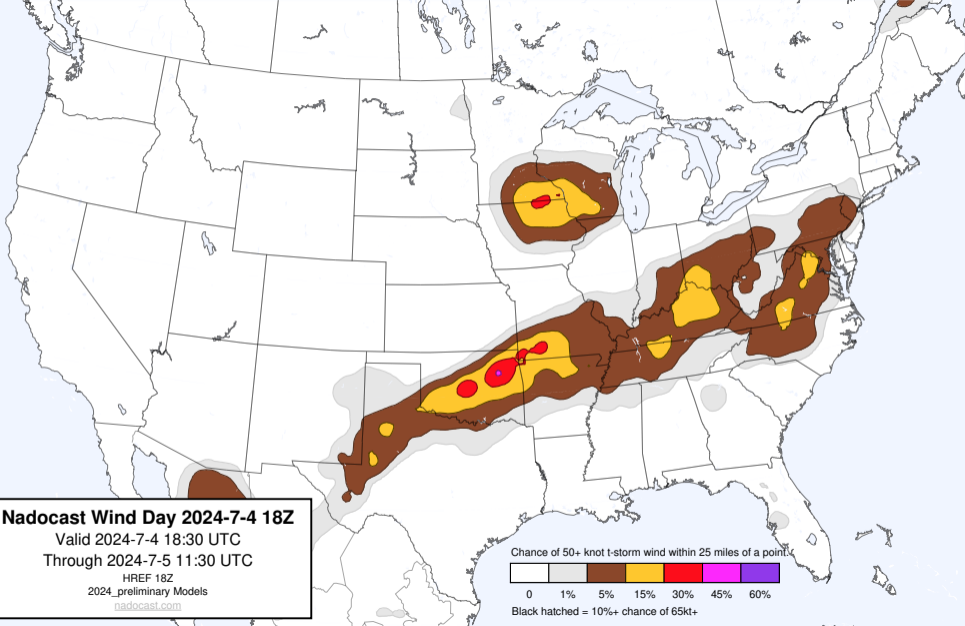 Nadocast Wind Day 2024-7-4 18Z
Valid 2024-7-4 18:30 UTC
Through 2024-7-5 11:30 UTC
HREF 18Z
2024_preliminary Models
nadocast.com
Chance of 50+ knot t-storm wind within 25 miles of a point.
0 1% 5% 15% 30% 45% 60%
Black hatched = 10%+ chance of 65kt+